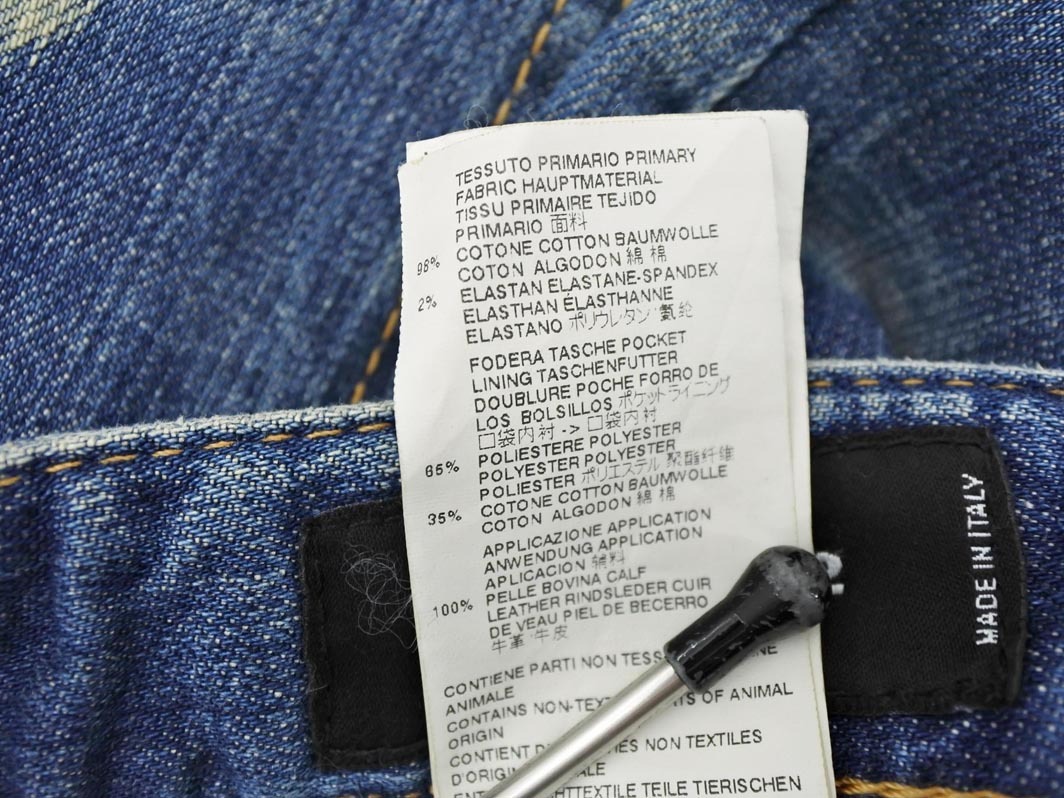 TESSUTO PRIMARIO PRIMARY
FABRIC HAUPTMATERIAL
TISSU PRIMAIRE TEJIDO
PRIMARIO 面料
98% COTONE COTTON BAUMWOLLE
COTON ALGODON 綿 棉
2% ELASTAN ELASTANE-SPANDEX
ELASTHAN ÉLASTHANNE
ELASTANO ポリウレタン 氨纶
FODERA TASCHE POCKET
LINING TASCHENFUTTER
DOUBLURE POCHE FORRO DE
LOS BOLSILLOS ポケットライニング
口袋内衬 -> 口袋内衬
65% POLIESTERE POLYESTER
POLYESTER POLYESTER
POLIESTER ポリエステル 聚酯纤维
35% COTONE COTTON BAUMWOLLE
COTON ALGODON 綿 棉
APPLICAZIONE APPLICATION
ANWENDUNG APPLICATION
APLICACION 辅料
100% PELLE BOVINA CALF
LEATHER RINDSLEDER CUIR
DE VEAU PIEL DE BECERRO
牛革 牛皮
CONTIENE PARTI NON
ANIMALE
CONTAINS OF ANIMAL
ORIGIN
CONTIENT NON TEXTILES
TEILE TIERISCHEN
MADE IN ITALY